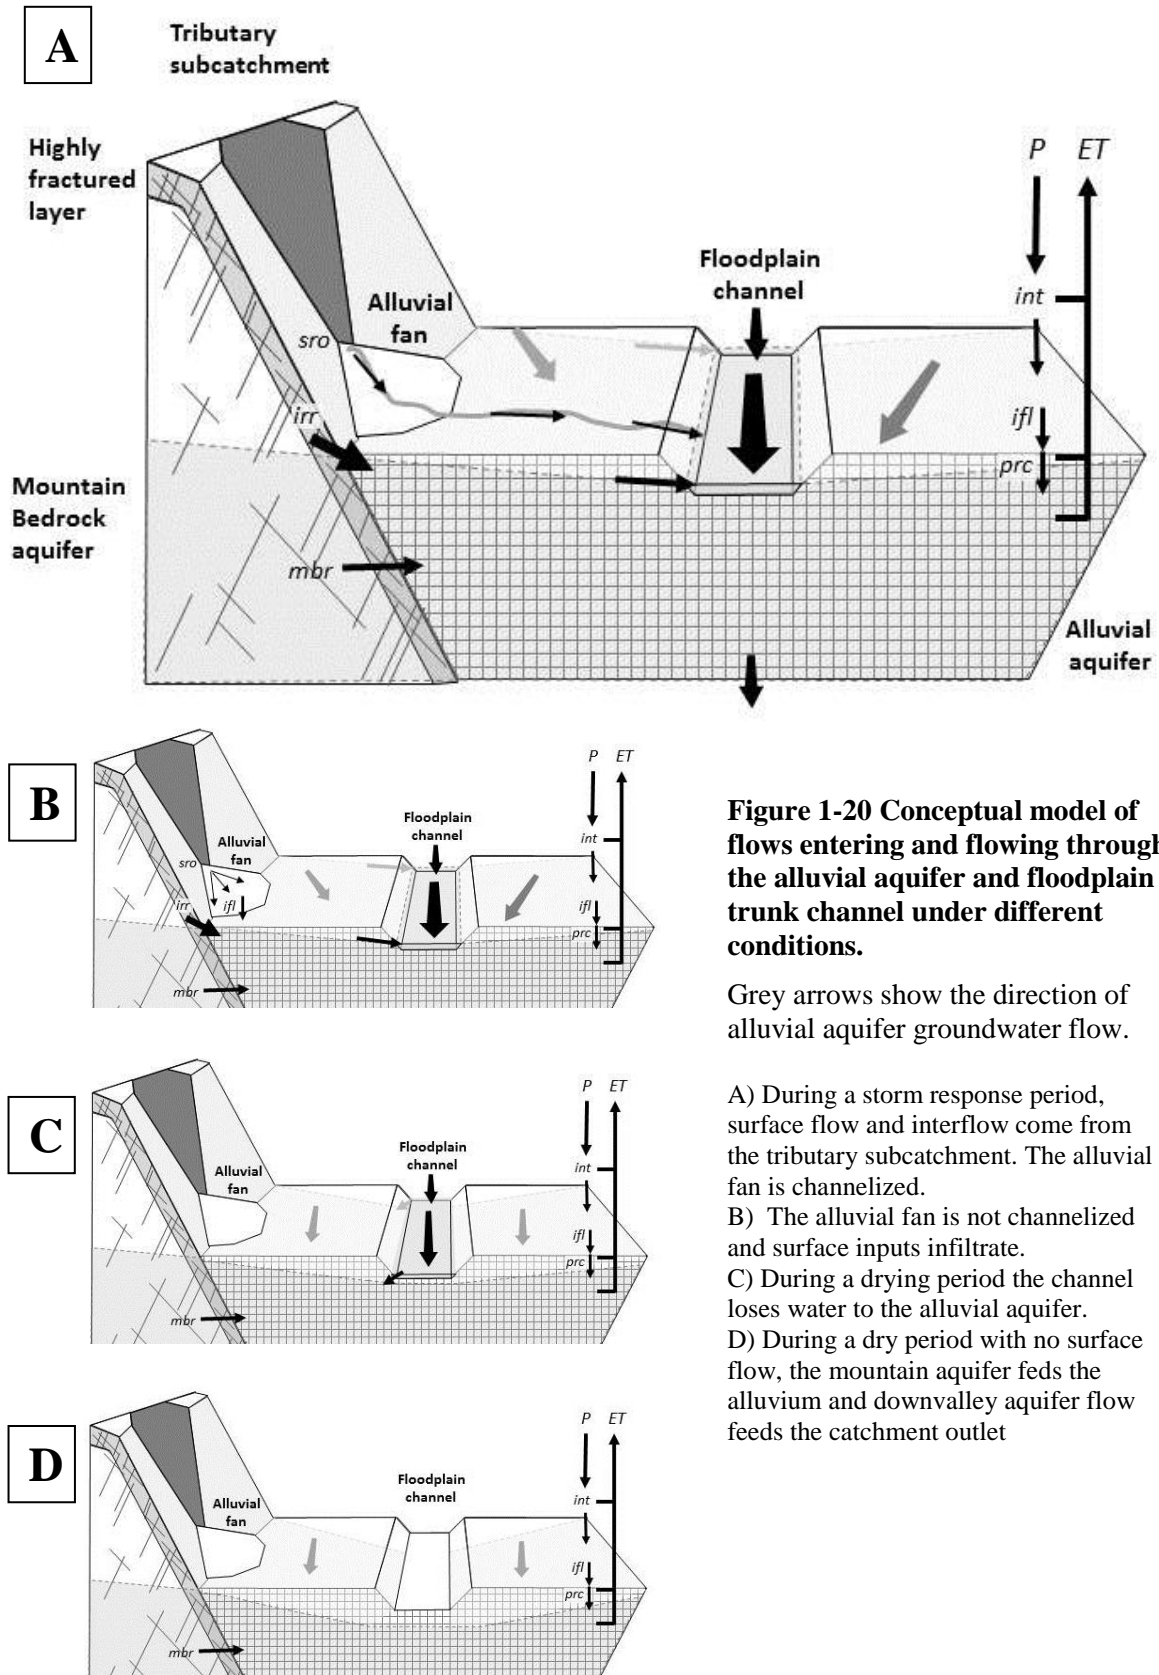 A
Tributary
subcatchment
Highly
fractured
layer
P ET
Floodplain
channel
int
Alluvial
fan
sro
irr
ifl
prc
Mountain
Bedrock
aquifer
mbr
Alluvial
aquifer
B
P ET
Floodplain
channel
int
Alluvial
fan
sro
irr
ifl
ifl
prc
mbr
Figure 1-20 Conceptual model of
flows entering and flowing through
the alluvial aquifer and floodplain
trunk channel under different
conditions.
Grey arrows show the direction of
alluvial aquifer groundwater flow.
A) During a storm response period,
surface flow and interflow come from
the tributary subcatchment. The alluvial
fan is channelized.
B) The alluvial fan is not channelized
and surface inputs infiltrate.
C) During a drying period the channel
loses water to the alluvial aquifer.
D) During a dry period with no surface
flow, the mountain aquifer feds the
alluvium and downvalley aquifer flow
feeds the catchment outlet
C
P ET
Floodplain
channel
int
Alluvial
fan
ifl
prc
mbr
D
P ET
Floodplain
channel
int
Alluvial
fan
ifl
prc
mbr